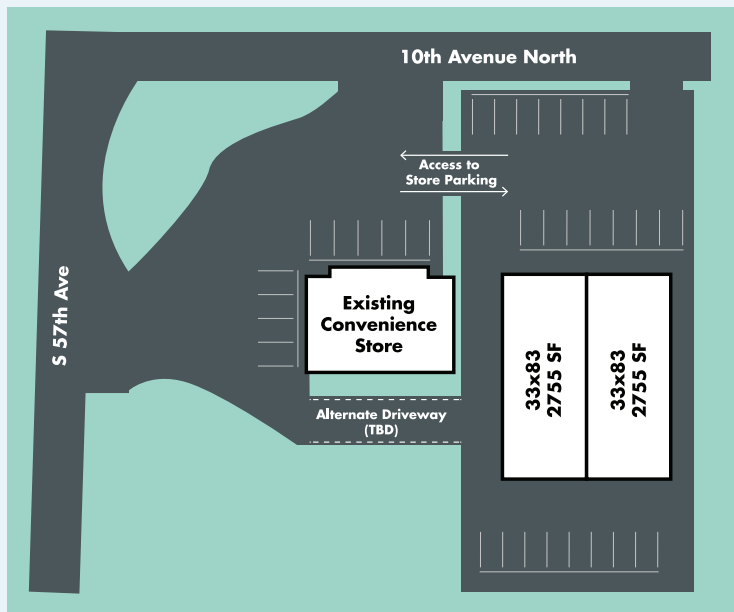 10th Avenue North
Access to
Store Parking
S 57th Ave
Existing
Convenience
Store
33x83
2755 SF
33x83
2755 SF
Alternate Driveway
(TBD)